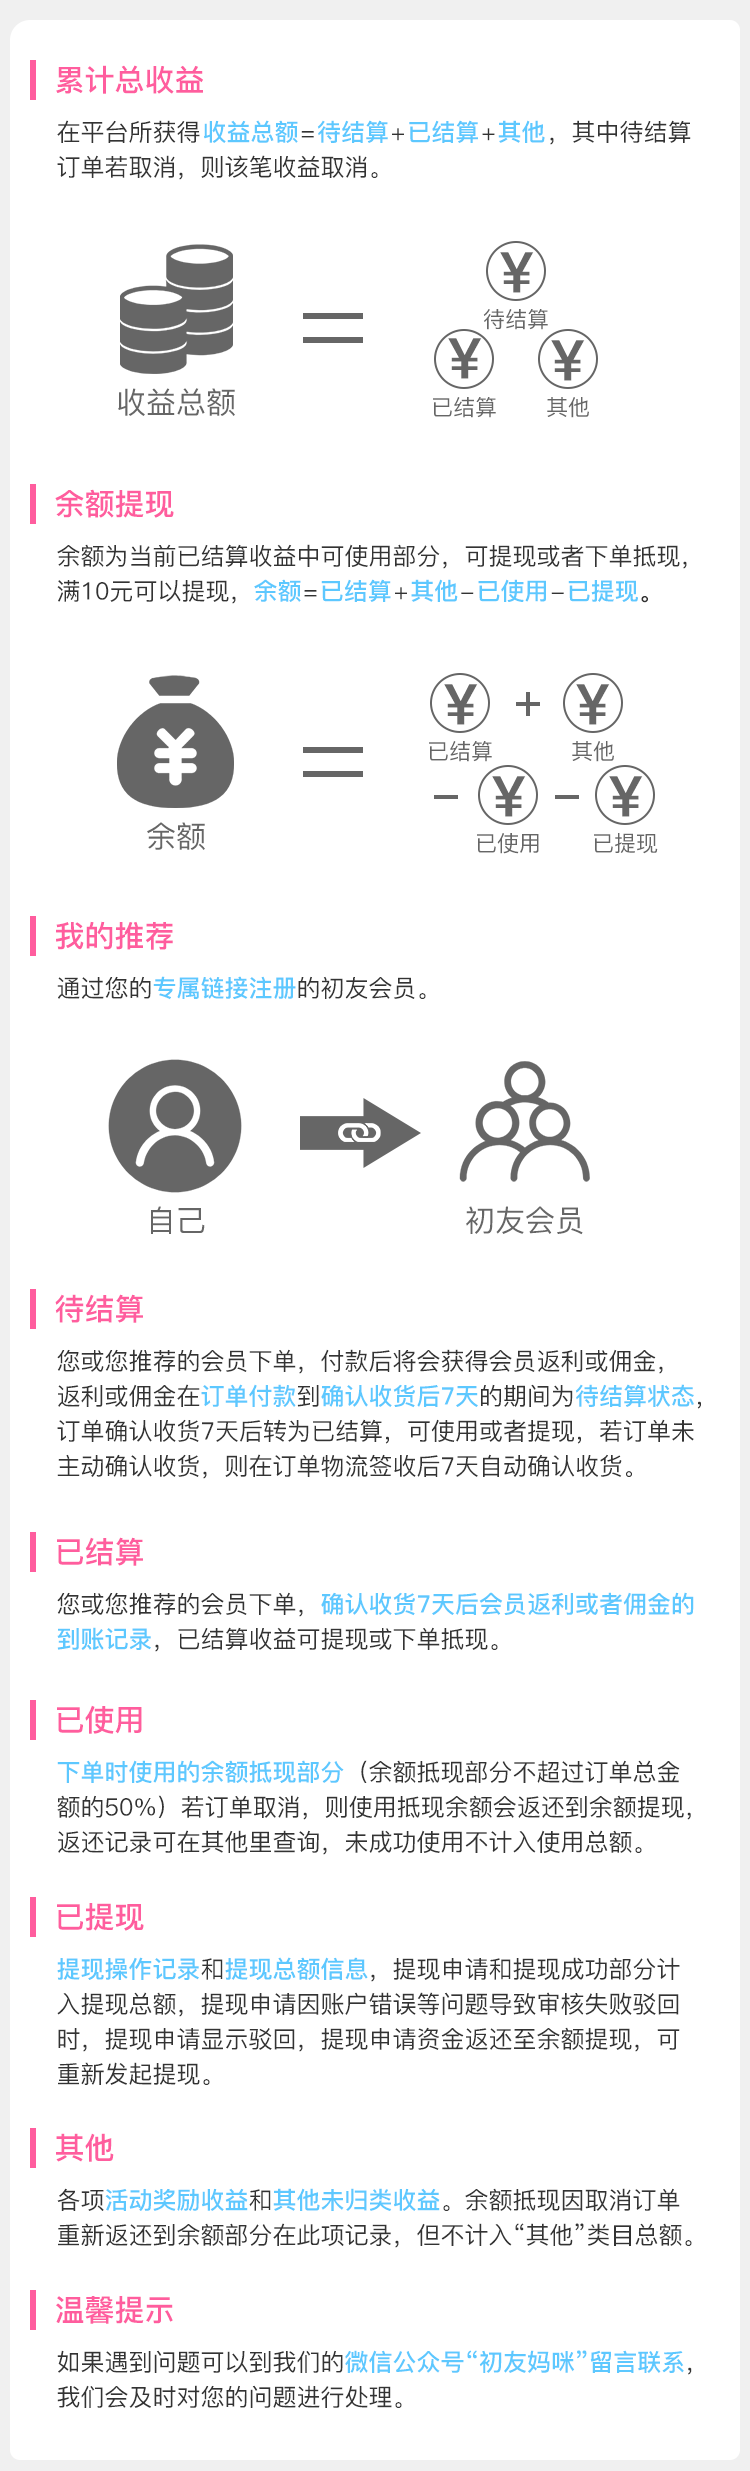 累计总收益
在平台所获得收益总额=待结算+已结算+其他，其中待结算
订单若取消，则该笔收益取消。
¥
待结算
¥ ¥
已结算 其他
收益总额
余额提现
余额为当前已结算收益中可使用部分，可提现或者下单抵现，
满10元可以提现，余额=已结算+其他-已使用-已提现。
¥ + ¥
已结算 其他
- ¥ - ¥
已使用 已提现
¥
余额
我的推荐
通过您的专属链接注册的初友会员。
自己 初友会员
待结算
您或您推荐的会员下单，付款后将会获得会员返利或佣金，
返利或佣金在订单付款到确认收货后7天的期间为待结算状态，
订单确认收货7天后转为已结算，可使用或者提现，若订单未
主动确认收货，则在订单物流签收后7天自动确认收货。
已结算
您或您推荐的会员下单，确认收货7天后会员返利或者佣金的
到账记录，已结算收益可提现或下单抵现。
已使用
下单时使用的余额抵现部分（余额抵现部分不超过订单总金
额的50%）若订单取消，则使用抵现余额会返还到余额提现，
返还记录可在其他里查询，未成功使用不计入使用总额。
已提现
提现操作记录和提现总额信息，提现申请和提现成功部分计
入提现总额，提现申请因账户错误等问题导致审核失败驳回
时，提现申请显示驳回，提现申请资金返还至余额提现，可
重新发起提现。
其他
各项活动奖励收益和其他未归类收益。余额抵现因取消订单
重新返还到余额部分在此项记录，但不计入“其他”类目总额。
温馨提示
如果遇到问题可以到我们的微信公众号“初友妈咪”留言联系，
我们会及时对您的问题进行处理。